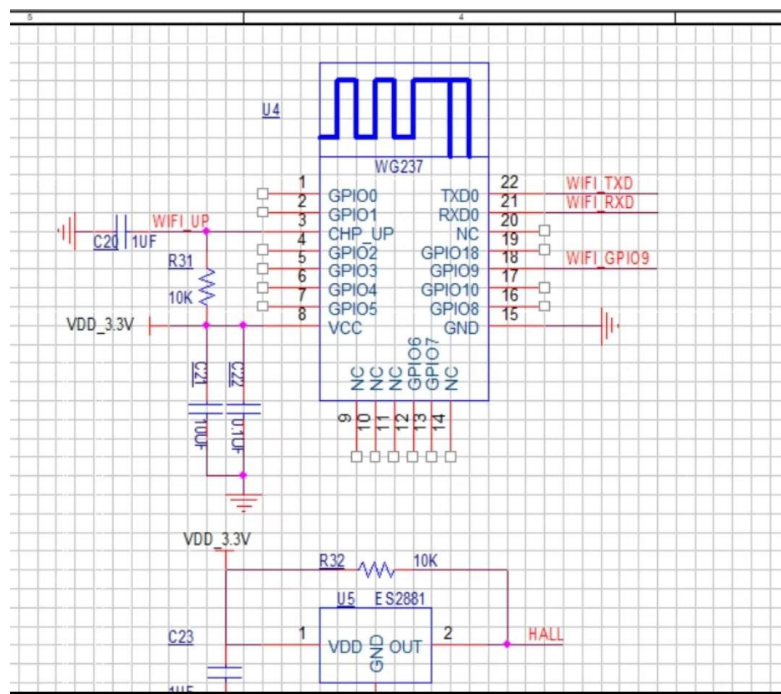 5 4
U4
WG237
1 GPIO0 TXD0 22 WIFI_TXD
2 GPIO1 RXD0 21 WIFI_RXD
WIFI_UP 3 CHP_UP NC 20
C20 1UF
4 GPIO2 GPIO18 19
R31 5 GPIO3 GPIO9 18 WIFI_GPIO9
6 GPIO4 GPIO10 17
10K 7 GPIO5 GPIO8 16
VDD_3.3V 8 VCC GND 15
C21 C22
10UF 0.1UF
NC NC NC GPIO6 GPIO7 NC
9 10 11 12 13 14
VDD_3.3V
R32 10K
U5 ES2881
C23 1 VDD GND OUT 2 HALL
1UF